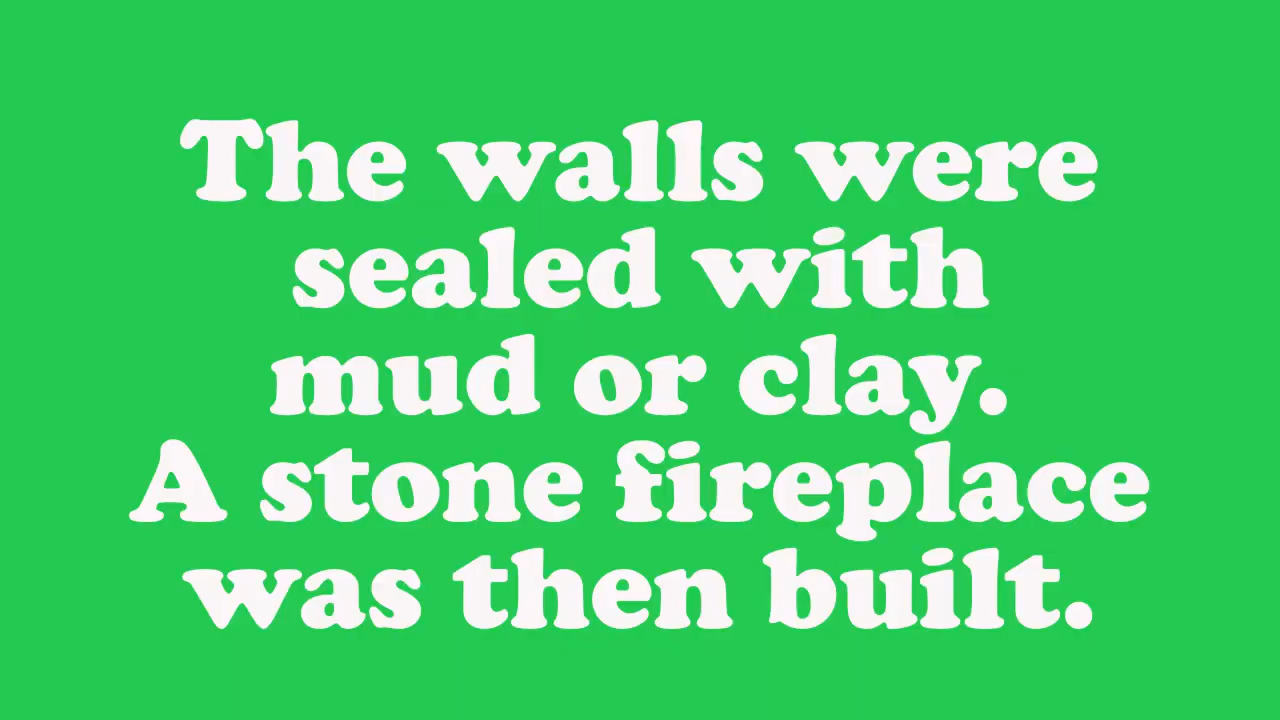 The walls were
sealed with
mud or clay.
A stone fireplace
was then built.